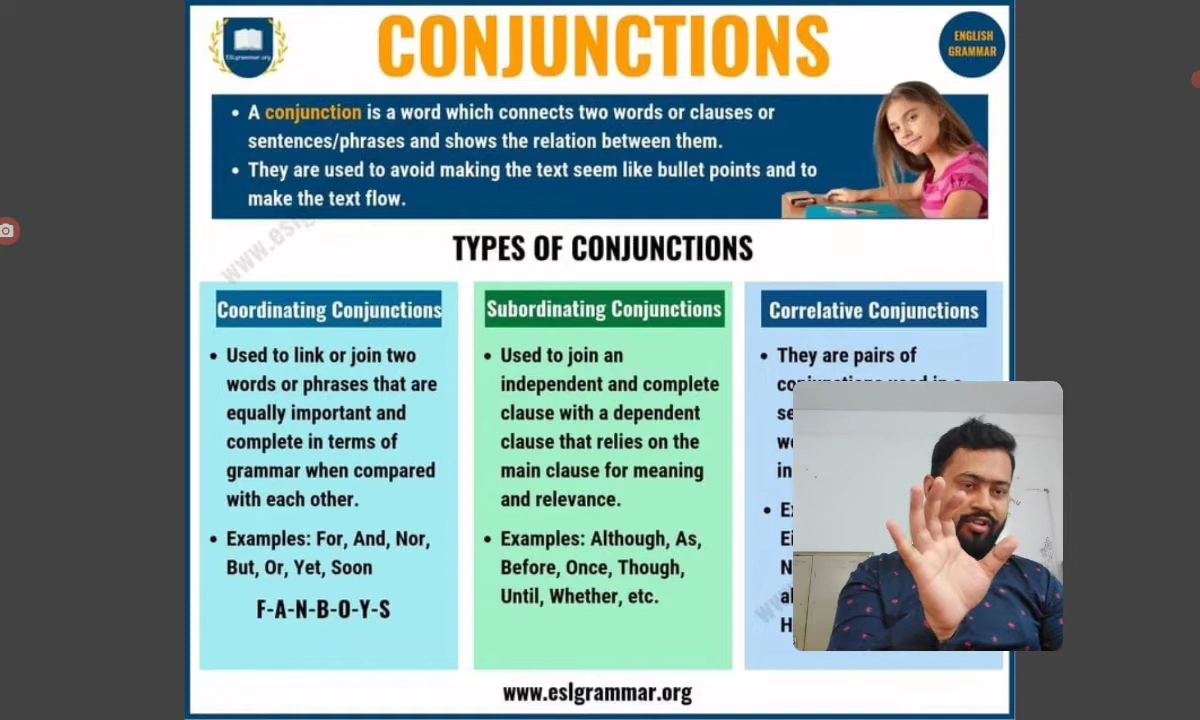 ESLgrammar.org
CONJUNCTIONS
ENGLISH
GRAMMAR
• A conjunction is a word which connects two words or clauses or
sentences/phrases and shows the relation between them.
• They are used to avoid making the text seem like bullet points and to
make the text flow.
TYPES OF CONJUNCTIONS
Coordinating Conjunctions
• Used to link or join two
words or phrases that are
equally important and
complete in terms of
grammar when compared
with each other.
• Examples: For, And, Nor,
But, Or, Yet, Soon
F-A-N-B-O-Y-S
Subordinating Conjunctions
• Used to join an
independent and complete
clause with a dependent
clause that relies on the
main clause for meaning
and relevance.
• Examples: Although, As,
Before, Once, Though,
Until, Whether, etc.
Correlative Conjunctions
• They are pairs of
www.eslgrammar.org